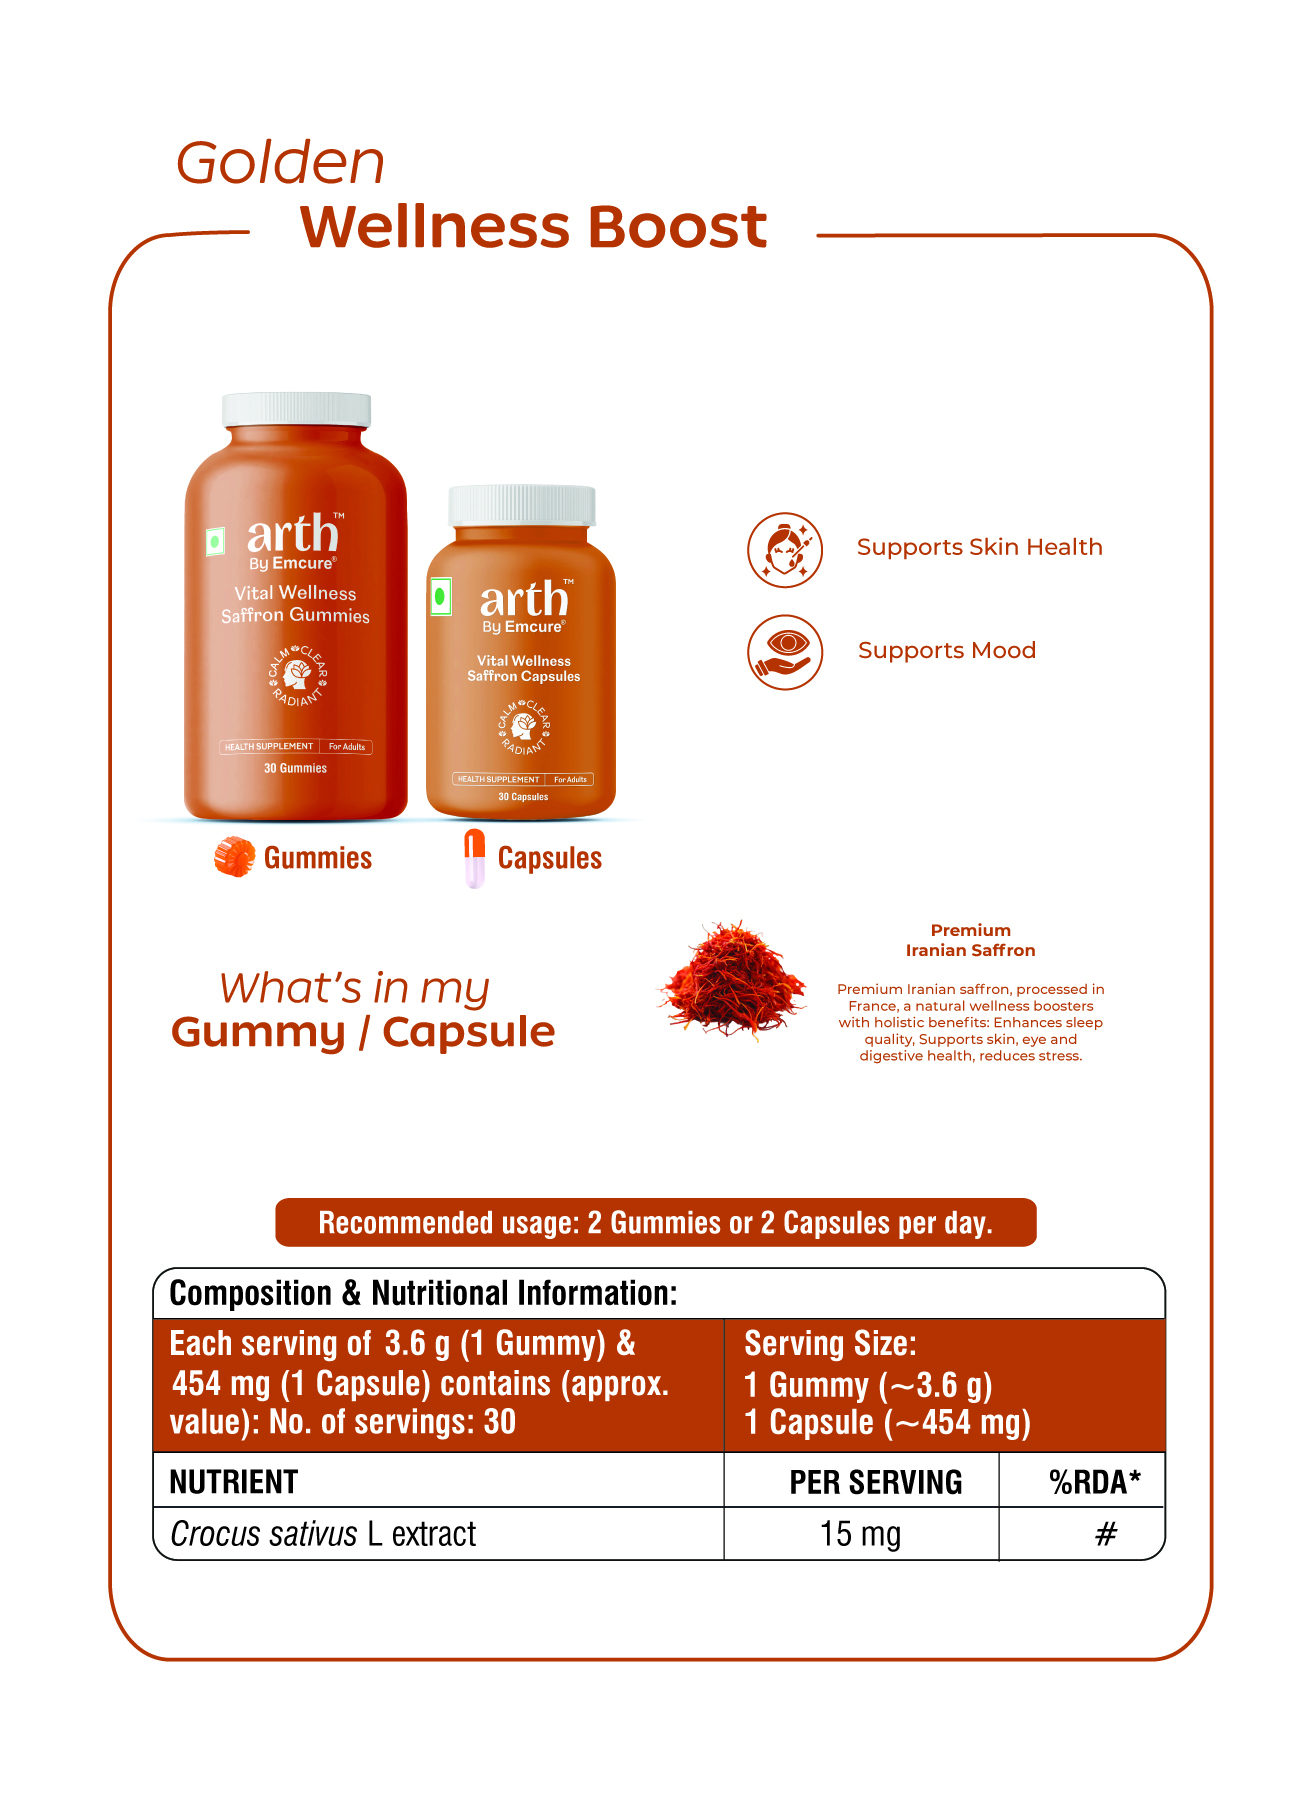 Golden
Wellness Boost
arth™
By Emcure®
Vital Wellness
Saffron Gummies
CALM CLEAR RADIANT
HEALTH SUPPLEMENT For Adults
30 Gummies
arth™
By Emcure®
Vital Wellness
Saffron Capsules
CALM CLEAR RADIANT
HEALTH SUPPLEMENT For Adults
30 Capsules
Gummies
Capsules
Supports Skin Health
Supports Mood
What's in my
Gummy / Capsule
Premium
Iranian Saffron
Premium Iranian saffron, processed in
France, a natural wellness boosters
with holistic benefits: Enhances sleep
quality, Supports skin, eye and
digestive health, reduces stress.
Recommended usage: 2 Gummies or 2 Capsules per day.
Composition & Nutritional Information:
Each serving of 3.6 g (1 Gummy) &
454 mg (1 Capsule) contains (approx.
value): No. of servings: 30
Serving Size:
1 Gummy (~3.6 g)
1 Capsule (~454 mg)
NUTRIENT PER SERVING %RDA*
Crocus sativus L extract 15 mg #